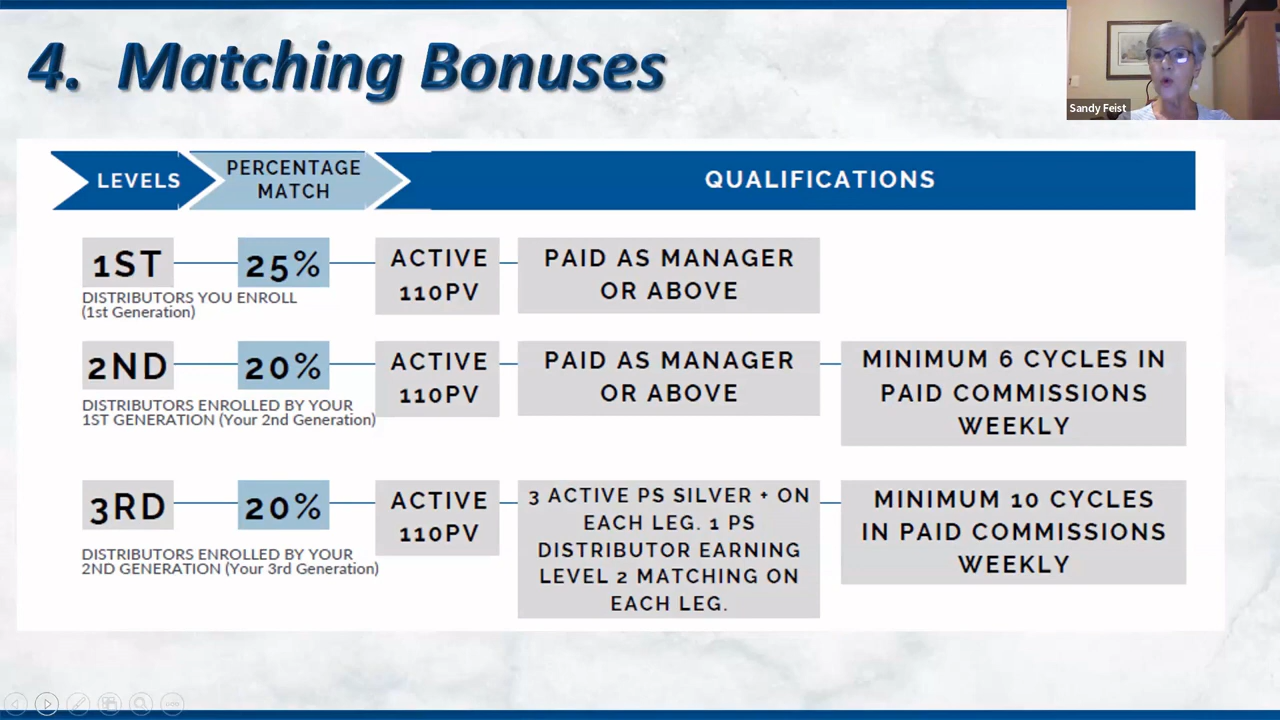 4. Matching Bonuses
Sandy Feist
LEVELS
PERCENTAGE
MATCH
QUALIFICATIONS
1ST
25%
ACTIVE
110PV
PAID AS MANAGER
OR ABOVE
DISTRIBUTORS YOU ENROLL
(1st Generation)
2ND
20%
ACTIVE
110PV
PAID AS MANAGER
OR ABOVE
MINIMUM 6 CYCLES IN
PAID COMMISSIONS
WEEKLY
DISTRIBUTORS ENROLLED BY YOUR
1ST GENERATION (Your 2nd Generation)
3RD
20%
ACTIVE
110PV
3 ACTIVE PS SILVER + ON
EACH LEG. 1 PS
DISTRIBUTOR EARNING
LEVEL 2 MATCHING ON
EACH LEG.
MINIMUM 10 CYCLES
IN PAID COMMISSIONS
WEEKLY
DISTRIBUTORS ENROLLED BY YOUR
2ND GENERATION (Your 3rd Generation)